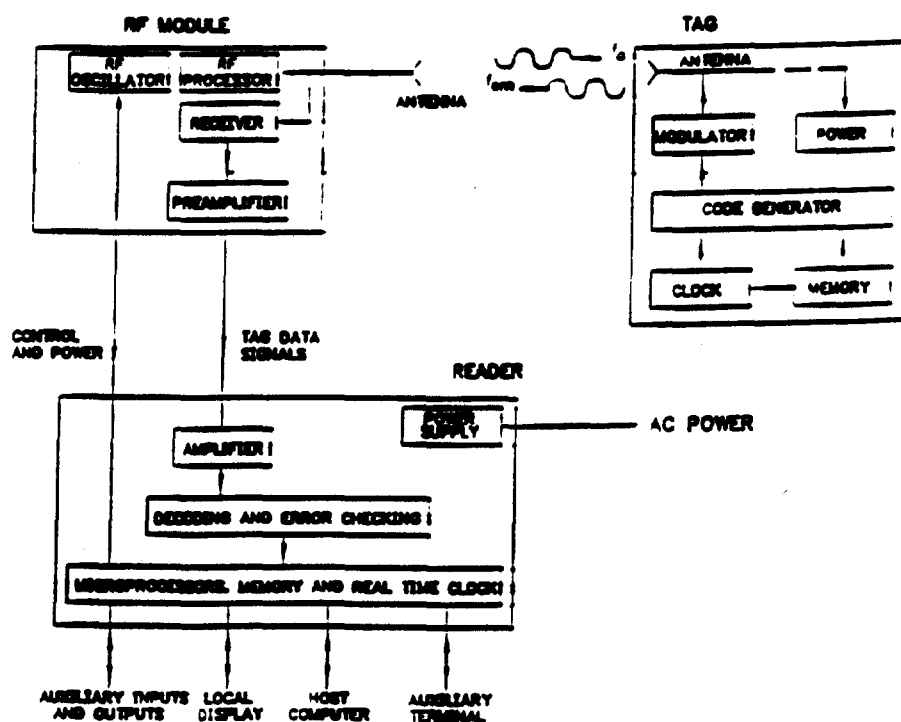 RF MODULE
TAG
RF
OSCILLATOR
RF
PROCESSOR
RECEIVER
PREAMPLIFIER
ANTENNA
fo
ANTENNA
MODULATOR
POWER
CODE GENERATOR
CLOCK
MEMORY
CONTROL
AND POWER
TAG DATA
SIGNALS
READER
POWER
SUPPLY
AC POWER
AMPLIFIER
DECODING AND ERROR CHECKING
MICROPROCESSORS, MEMORY AND REAL TIME CLOCK
AUXILIARY INPUTS
AND OUTPUTS
LOCAL
DISPLAY
HOST
COMPUTER
AUXILIARY
TERMINAL